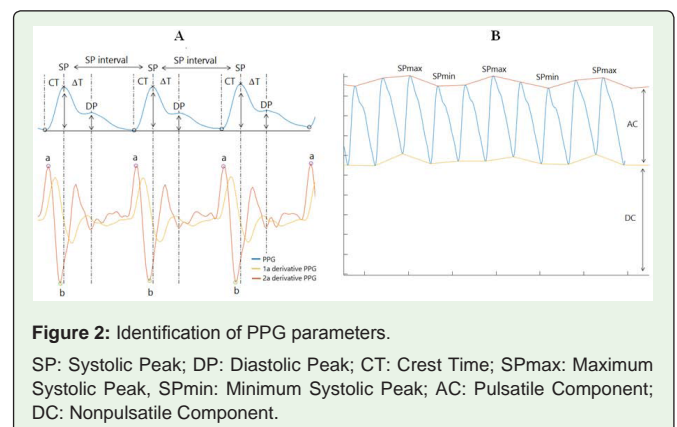 A
B
SP SP interval SP SP interval SP
CT ΔT CT ΔT CT ΔT
DP DP DP
a a a a
b b b
PPG
1a derivative PPG
2a derivative PPG
SPmax SPmin SPmax SPmin SPmax
AC
DC
Figure 2: Identification of PPG parameters.
SP: Systolic Peak; DP: Diastolic Peak; CT: Crest Time; SPmax: Maximum
Systolic Peak, SPmin: Minimum Systolic Peak; AC: Pulsatile Component;
DC: Nonpulsatile Component.